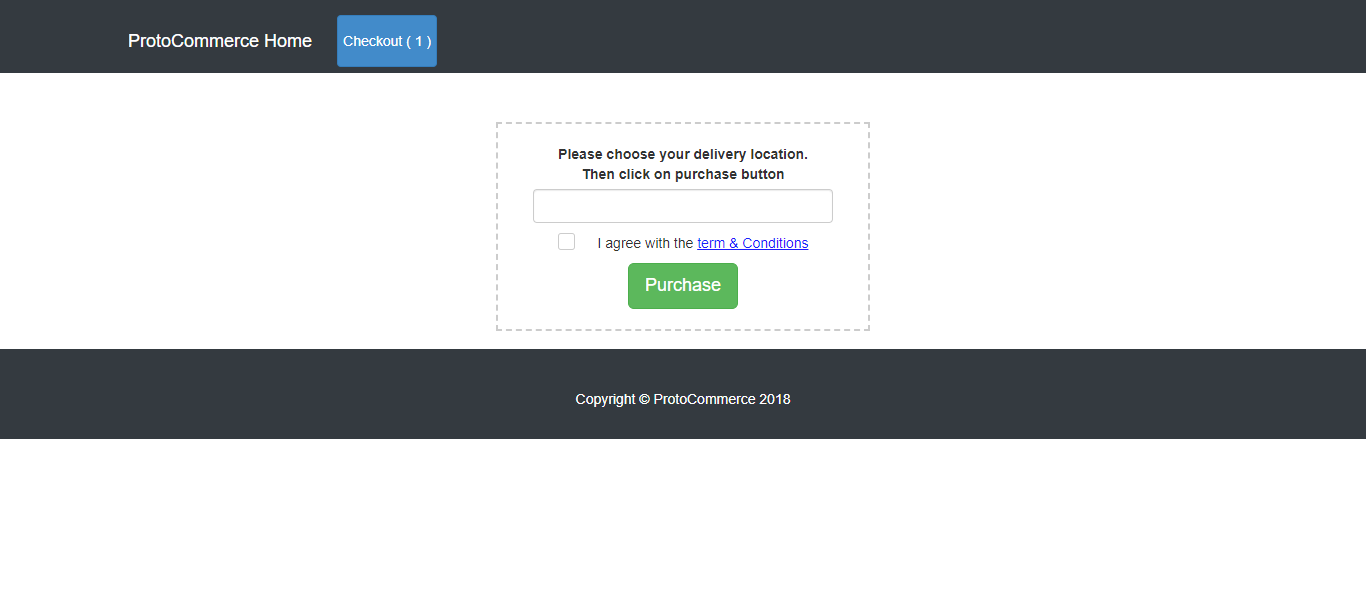 ProtoCommerce Home
Checkout ( 1 )
Please choose your delivery location.
Then click on purchase button
I agree with the term & Conditions
Purchase
Copyright © ProtoCommerce 2018